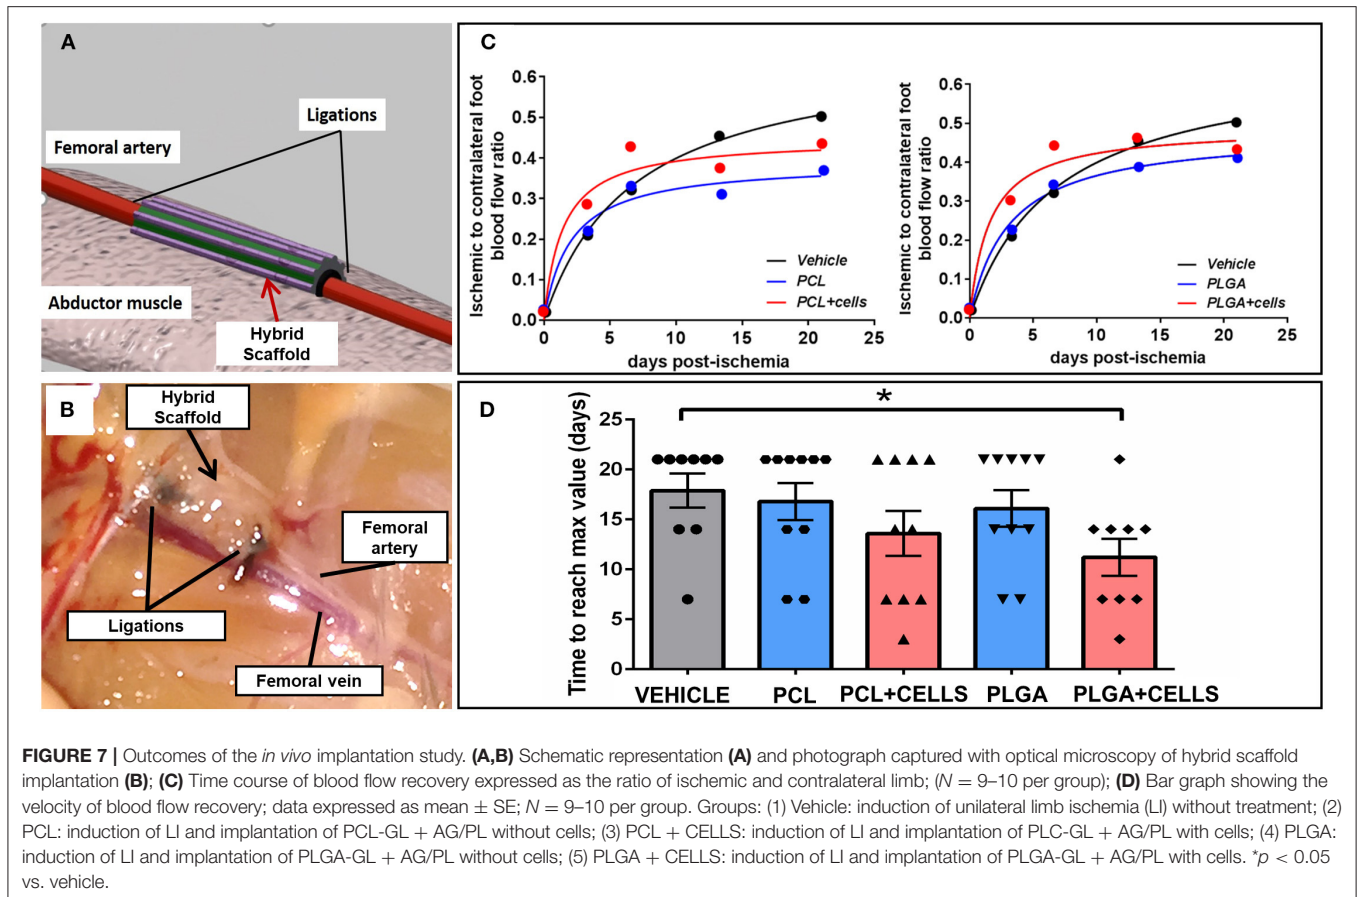 A
Ligations
Femoral artery
Abductor muscle
Hybrid
Scaffold
B
Hybrid
Scaffold
Femoral
artery
Ligations
Femoral vein
C
Ischemic to contralateral foot
blood flow ratio
0.6
0.5
0.4
0.3
0.2
0.1
0.0
0 5 10 15 20 25
days post-ischemia
Vehicle
PCL
PCL+cells
Ischemic to contralateral foot
blood flow ratio
0.6
0.5
0.4
0.3
0.2
0.1
0.0
0 5 10 15 20 25
days post-ischemia
Vehicle
PLGA
PLGA+cells
D
*
Time to reach max value (days)
25
20
15
10
5
0
VEHICLE PCL PCL+CELLS PLGA PLGA+CELLS
FIGURE 7 | Outcomes of the in vivo implantation study. (A,B) Schematic representation (A) and photograph captured with optical microscopy of hybrid scaffold
implantation (B); (C) Time course of blood flow recovery expressed as the ratio of ischemic and contralateral limb; (N = 9–10 per group); (D) Bar graph showing the
velocity of blood flow recovery; data expressed as mean ± SE; N = 9–10 per group. Groups: (1) Vehicle: induction of unilateral limb ischemia (LI) without treatment; (2)
PCL: induction of LI and implantation of PCL-GL + AG/PL without cells; (3) PCL + CELLS: induction of LI and implantation of PLC-GL + AG/PL with cells; (4) PLGA:
induction of LI and implantation of PLGA-GL + AG/PL without cells; (5) PLGA + CELLS: induction of LI and implantation of PLGA-GL + AG/PL with cells. *p < 0.05
vs. vehicle.